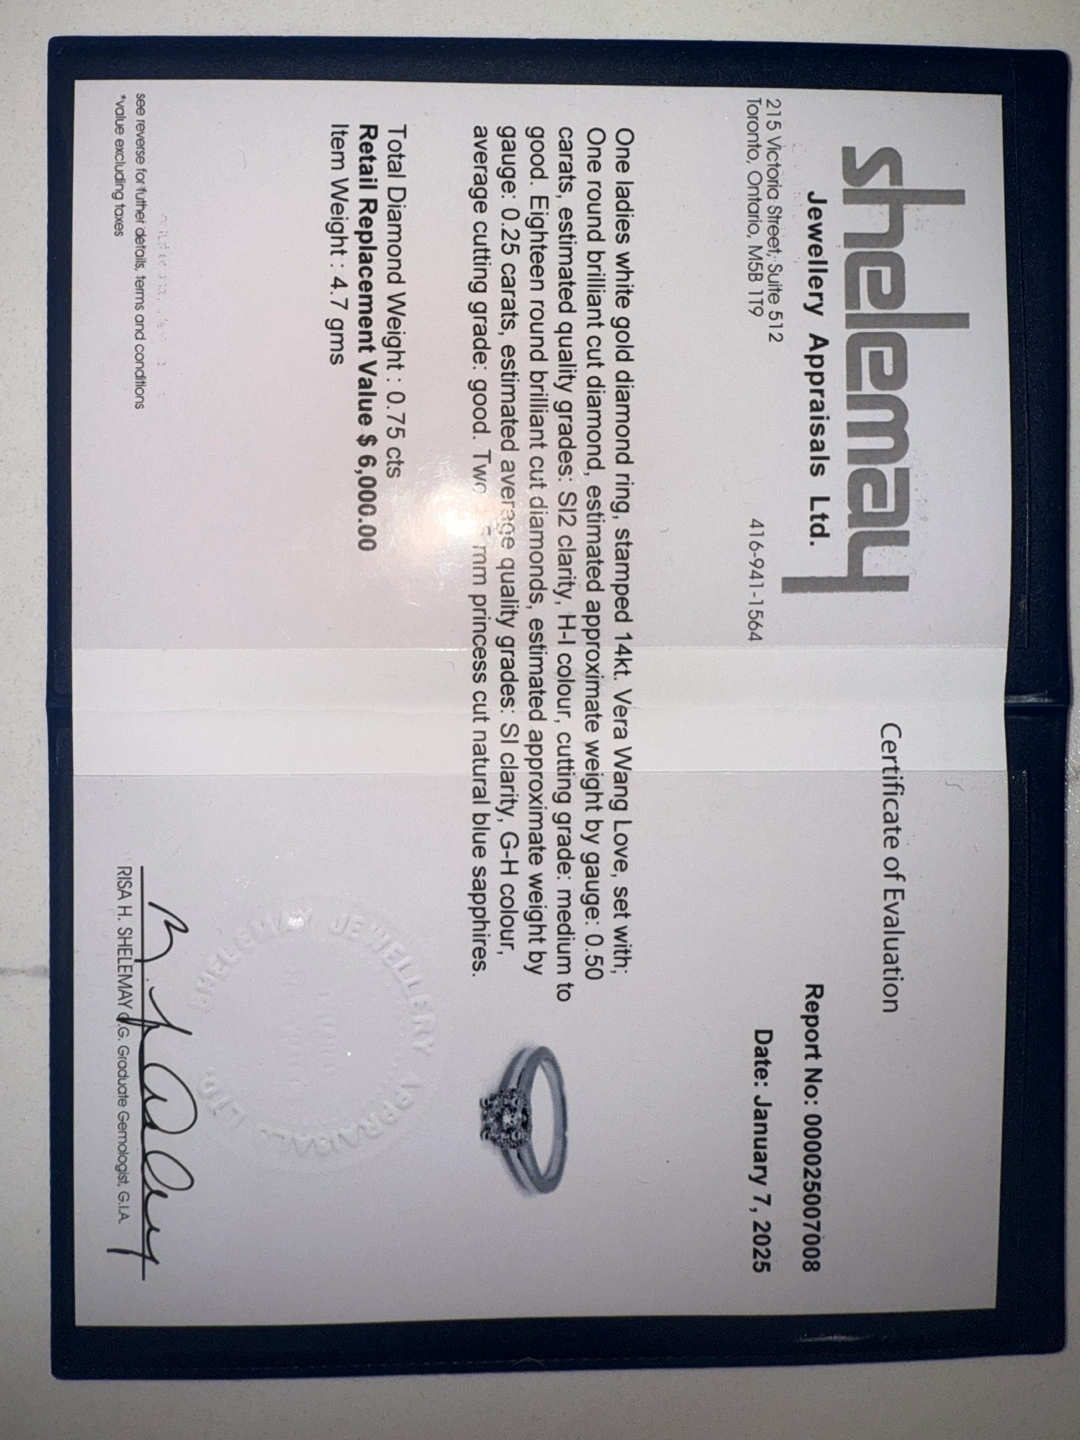 shelemay
Jewellery Appraisals Ltd.
215 Victoria Street, Suite 512
Toronto, Ontario, M5B 1T9
416-941-1564
Certificate of Evaluation
Report No: 000025007008
Date: January 7, 2025
One ladies white gold diamond ring, stamped 14kt. Vera Wang Love, set with;
One round brilliant cut diamond, estimated approximate weight by gauge: 0.50
carats, estimated quality grades: SI2 clarity, H-I colour, cutting grade: medium to
good. Eighteen round brilliant cut diamonds, estimated approximate weight by
gauge: 0.25 carats, estimated average quality grades: SI clarity, G-H colour,
average cutting grade: good. Two mm princess cut natural blue sapphires.
Total Diamond Weight : 0.75 cts
Retail Replacement Value $ 6,000.00
Item Weight : 4.7 gms
SHELEMAY JEWELLERY APPRAISALS LTD.
RISA H. SHELEMAY G.G. Graduate Gemologist, G.I.A.
see reverse for futher details, terms and conditions
*value excluding taxes